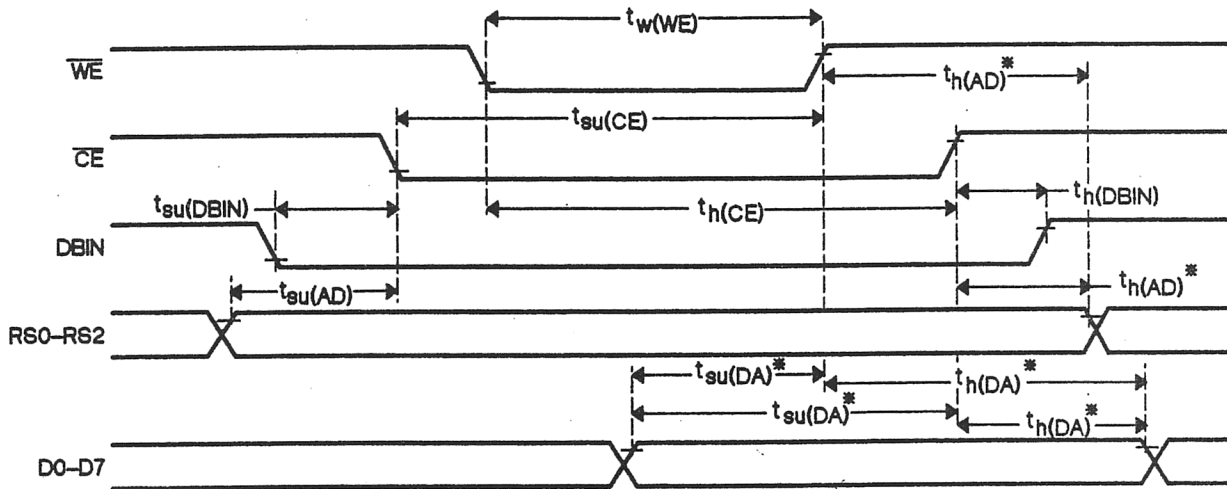 tw(WE)
WE
th(AD)*
tsu(CE)
CE
tsu(DBIN)
th(CE)
th(DBIN)
DBIN
tsu(AD)
th(AD)*
RS0-RS2
tsu(DA)*
th(DA)*
tsu(DA)*
th(DA)*
D0-D7